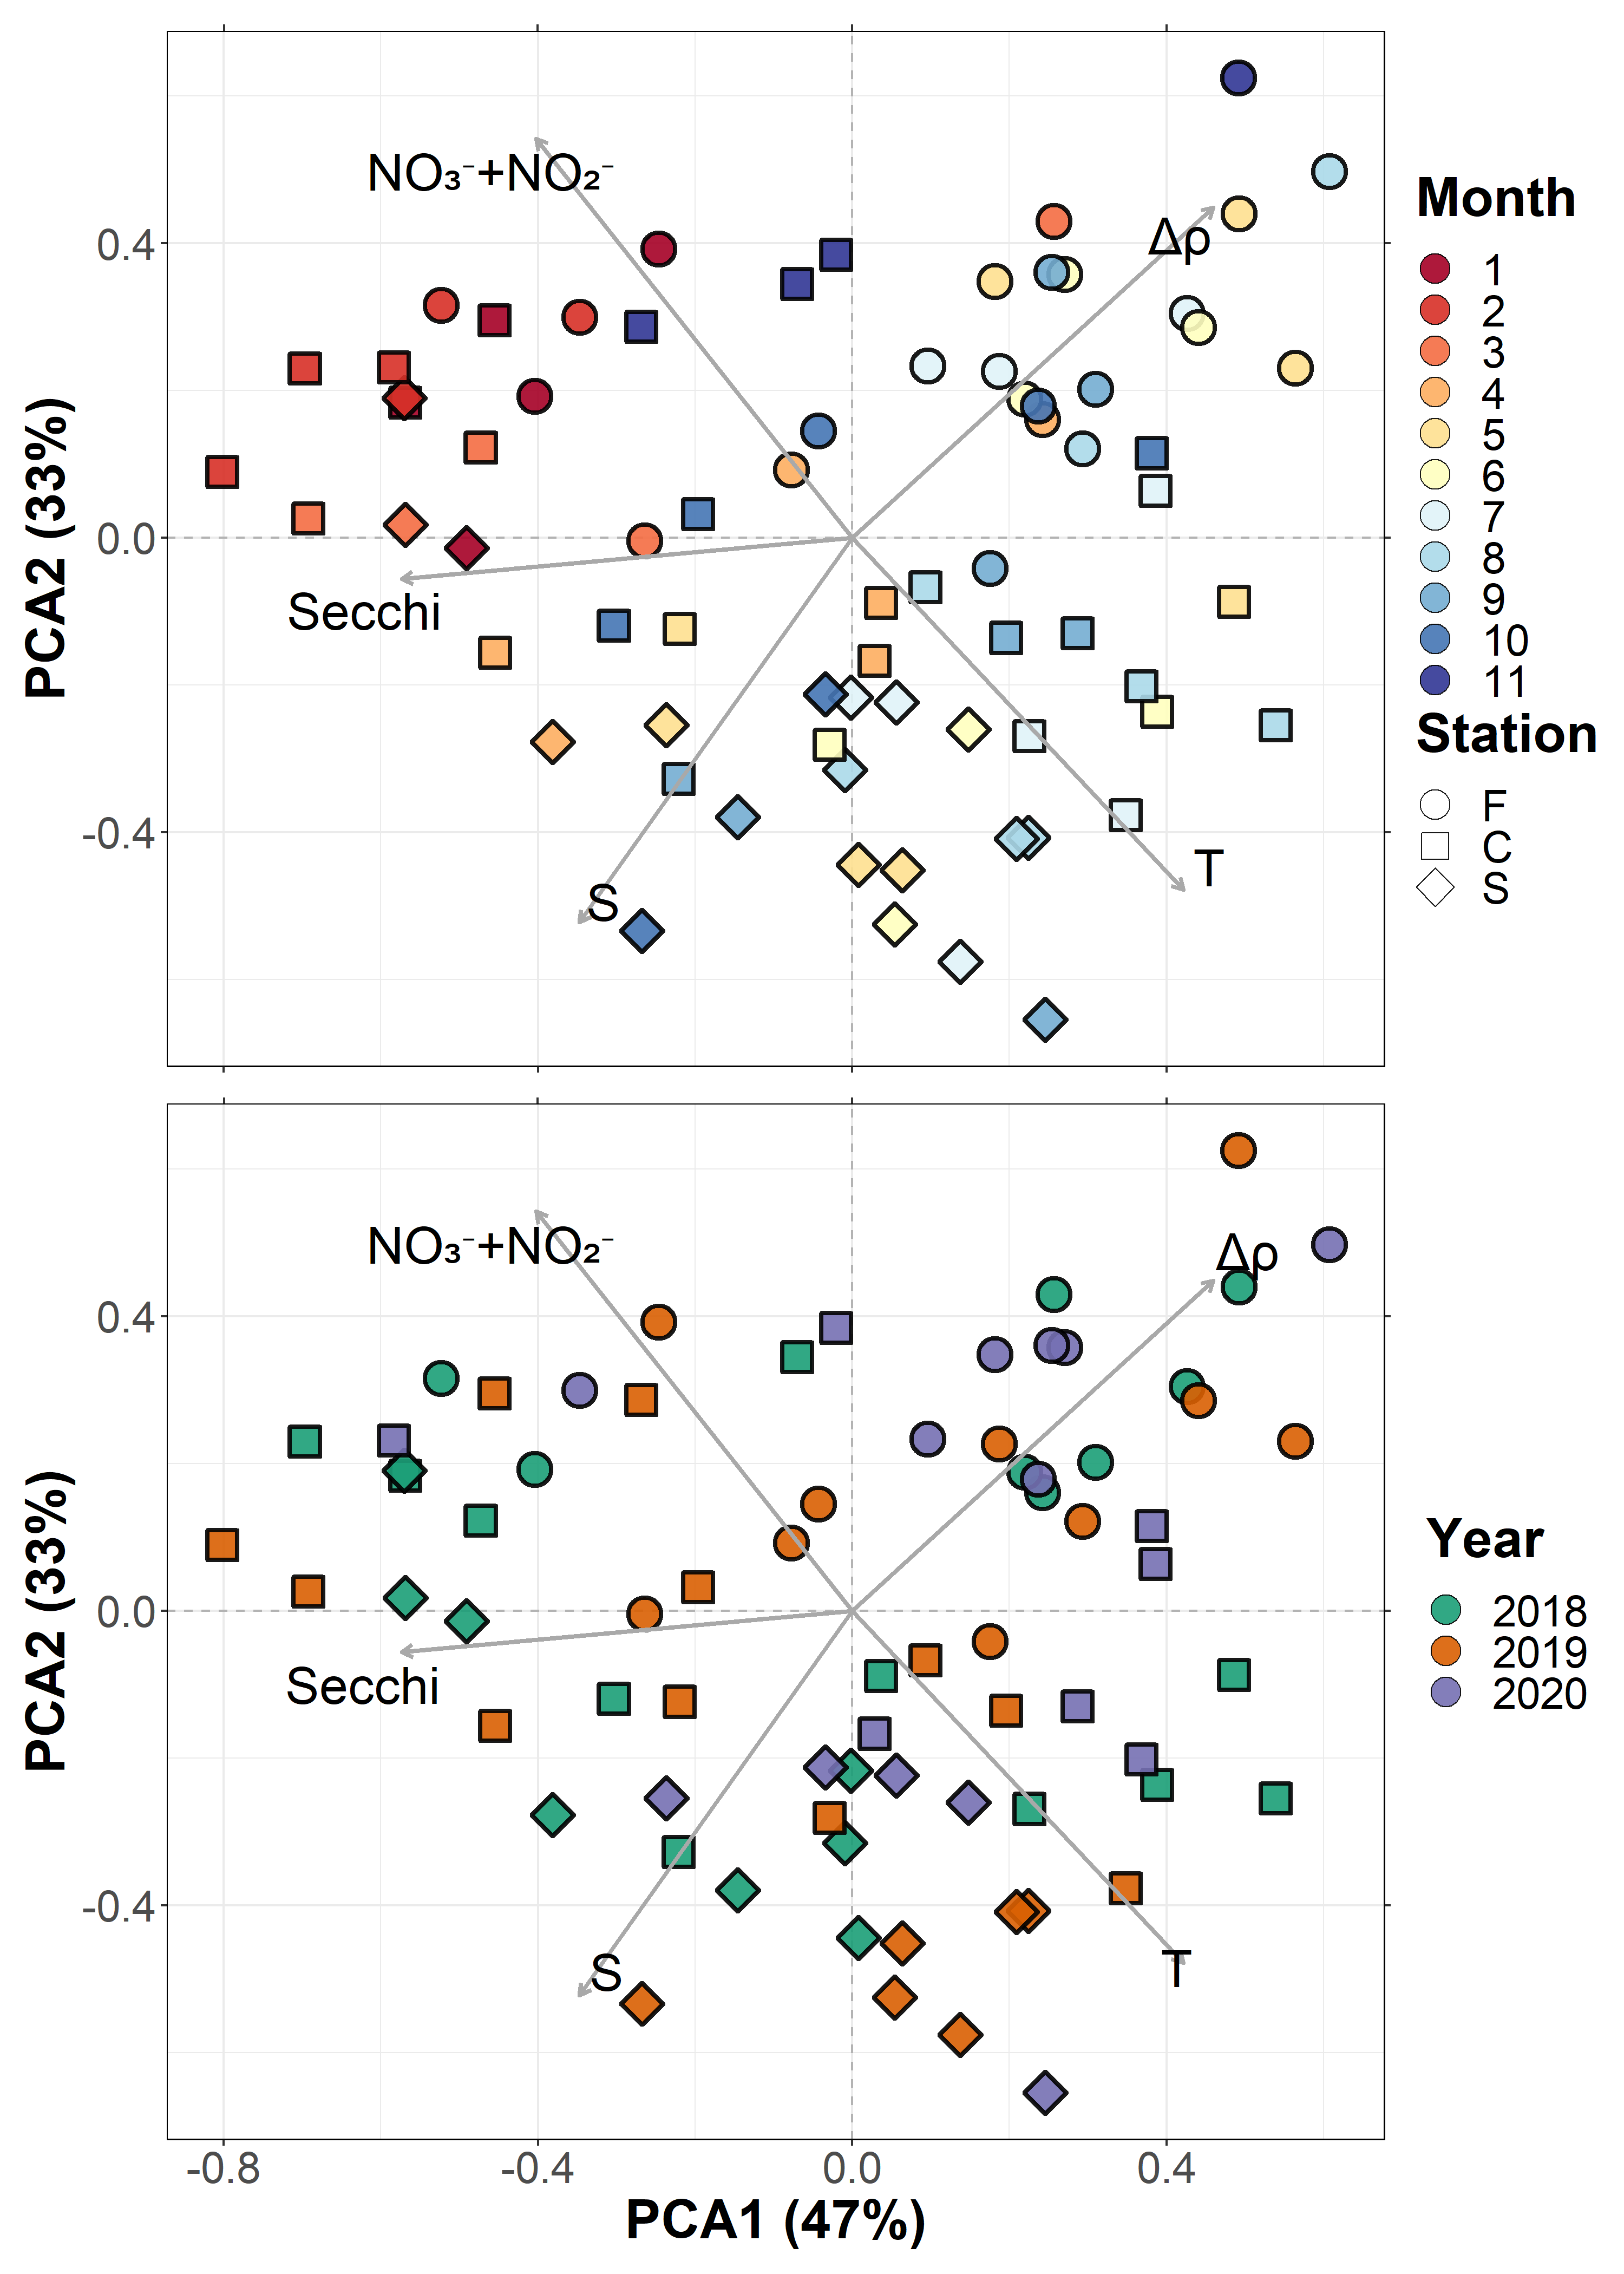 NO₃⁻+NO₂⁻
Δρ
Secchi
S
T
0.4
0.0
-0.4
PCA2 (33%)
Month
1
2
3
4
5
6
7
8
9
10
11
Station
F
C
S
NO₃⁻+NO₂⁻
Δρ
Secchi
S
T
0.4
0.0
-0.4
PCA2 (33%)
Year
2018
2019
2020
-0.8
-0.4
0.0
0.4
PCA1 (47%)